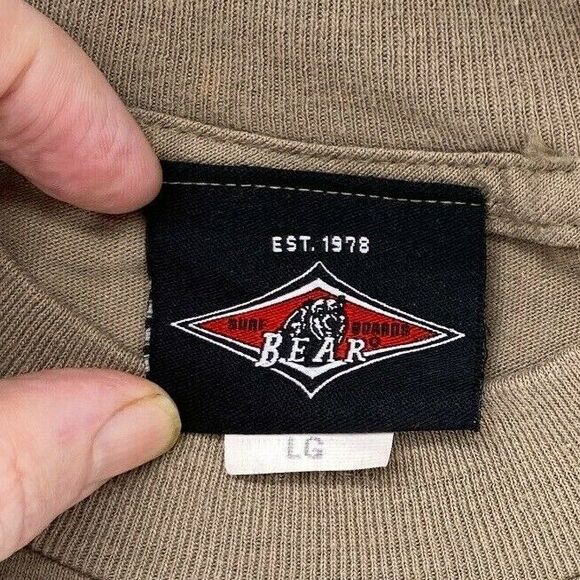 EST. 1978
SURF BOARDS
BEAR ®
LG